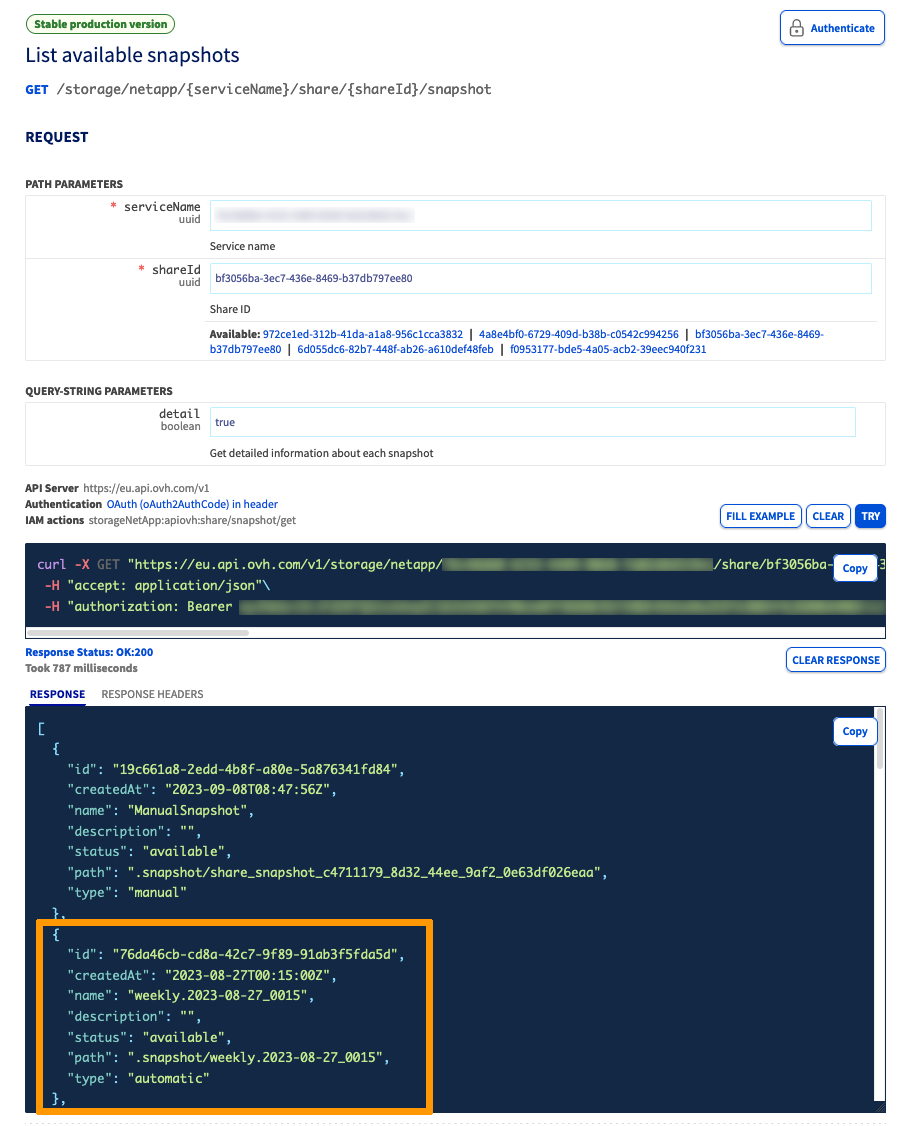 Stable production version
Authenticate
List available snapshots
GET /storage/netapp/{serviceName}/share/{shareId}/snapshot
REQUEST
PATH PARAMETERS
* serviceName
uuid
Service name
* shareId
uuid
bf3056ba-3ec7-436e-8469-b37db797ee80
Share ID
Available: 972ce1ed-312b-41da-a1a8-956c1cca3832 | 4a8e4bf0-6729-409d-b38b-c0542c994256 | bf3056ba-3ec7-436e-8469-
b37db797ee80 | 6d055dc6-82b7-448f-ab26-a610def48feb | f0953177-bde5-4a05-acb2-39eec940f231
QUERY-STRING PARAMETERS
detail
boolean
true
Get detailed information about each snapshot
API Server https://eu.api.ovh.com/v1
Authentication OAuth (oAuth2AuthCode) in header
IAM actions storageNetApp:apiovh:share/snapshot/get
FILL EXAMPLE
CLEAR
TRY
curl -X GET "https://eu.api.ovh.com/v1/storage/netapp/ /share/bf3056ba-
Copy
-H "accept: application/json"\
-H "authorization: Bearer
Response Status: OK:200
Took 787 milliseconds
CLEAR RESPONSE
RESPONSE RESPONSE HEADERS
Copy
[
{
"id": "19c661a8-2edd-4b8f-a80e-5a876341fd84",
"createdAt": "2023-09-08T08:47:56Z",
"name": "ManualSnapshot",
"description": "",
"status": "available",
"path": ".snapshot/share_snapshot_c4711179_8d32_44ee_9af2_0e63df026eaa",
"type": "manual"
},
{
"id": "76da46cb-cd8a-42c7-9f89-91ab3f5fda5d",
"createdAt": "2023-08-27T00:15:00Z",
"name": "weekly.2023-08-27_0015",
"description": "",
"status": "available",
"path": ".snapshot/weekly.2023-08-27_0015",
"type": "automatic"
},